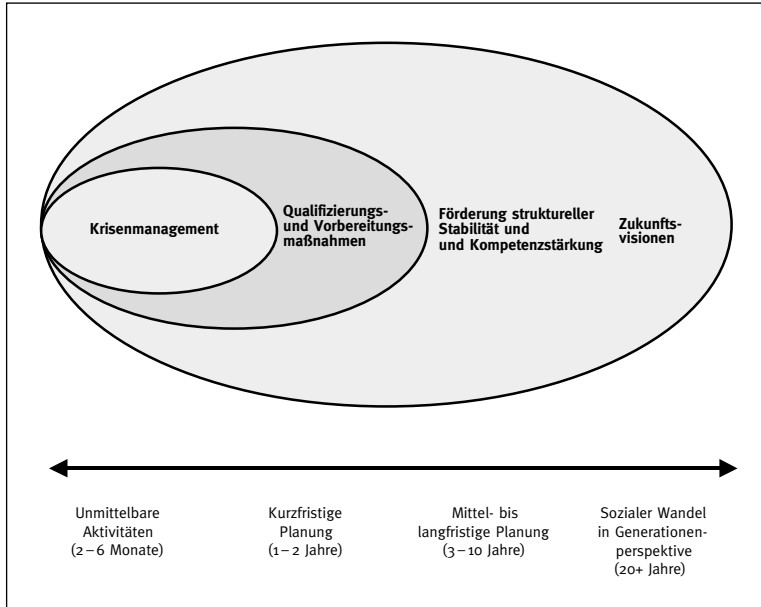 Krisenmanagement
Qualifizierungs-
und Vorbereitungs-
maßnahmen
Förderung struktureller
Stabilität und
und Kompetenzstärkung
Zukunfts-
visionen
Unmittelbare
Aktivitäten
(2–6 Monate)
Kurzfristige
Planung
(1–2 Jahre)
Mittel- bis
langfristige Planung
(3–10 Jahre)
Sozialer Wandel
in Generationen-
perspektive
(20+ Jahre)